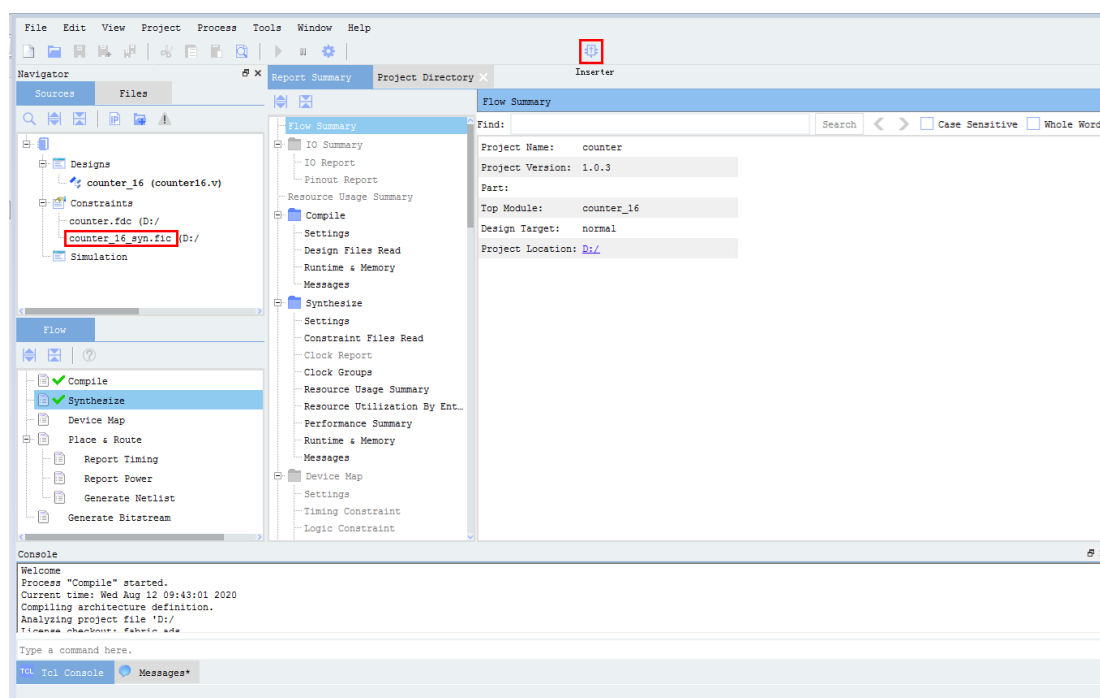 File Edit View Project Process Tools Window Help
Inserter
Navigator
Sources Files
Designs
counter_16 (counter16.v)
Constraints
counter.fdc (D:/
counter_16_syn.fic (D:/
Simulation
Flow
Compile
Synthesize
Device Map
Place & Route
Report Timing
Report Power
Generate Netlist
Generate Bitstream
Report Summary Project Directory
Flow Summary
IO Summary
IO Report
Pinout Report
Resource Usage Summary
Compile
Settings
Design Files Read
Runtime & Memory
Messages
Synthesize
Settings
Constraint Files Read
Clock Report
Clock Groups
Resource Usage Summary
Resource Utilization By Ent…
Performance Summary
Runtime & Memory
Messages
Device Map
Settings
Timing Constraint
Logic Constraint
Flow Summary
Find: Search Case Sensitive Whole Word
Project Name: counter
Project Version: 1.0.3
Part:
Top Module: counter_16
Design Target: normal
Project Location: D:/
Console
Welcome
Process "Compile" started.
Current time: Wed Aug 12 09:43:01 2020
Compiling architecture definition.
Analyzing project file 'D:/
License checkout: fabric_ads
Type a command here.
TCL Tcl Console Messages*